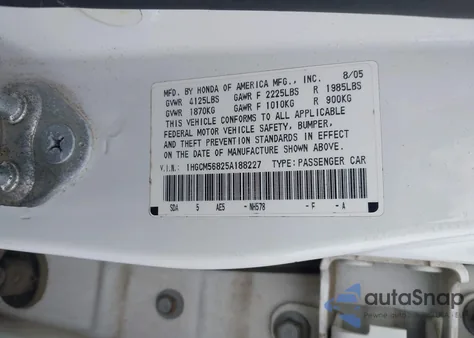 MFD. BY HONDA OF AMERICA MFG., INC. 8/05
GVWR 4125LBS GAWR F 2225LBS R 1985LBS
GVWR 1870KG GAWR F 1010KG R 900KG
THIS VEHICLE CONFORMS TO ALL APPLICABLE
FEDERAL MOTOR VEHICLE SAFETY, BUMPER,
AND THEFT PREVENTION STANDARDS IN EFFECT
ON THE DATE OF MANUFACTURE SHOWN ABOVE.
V.I.N.: 1HGCM56825A188227 TYPE: PASSENGER CAR
SDA 5 AE5 -NH578 -F -A
autoSnap